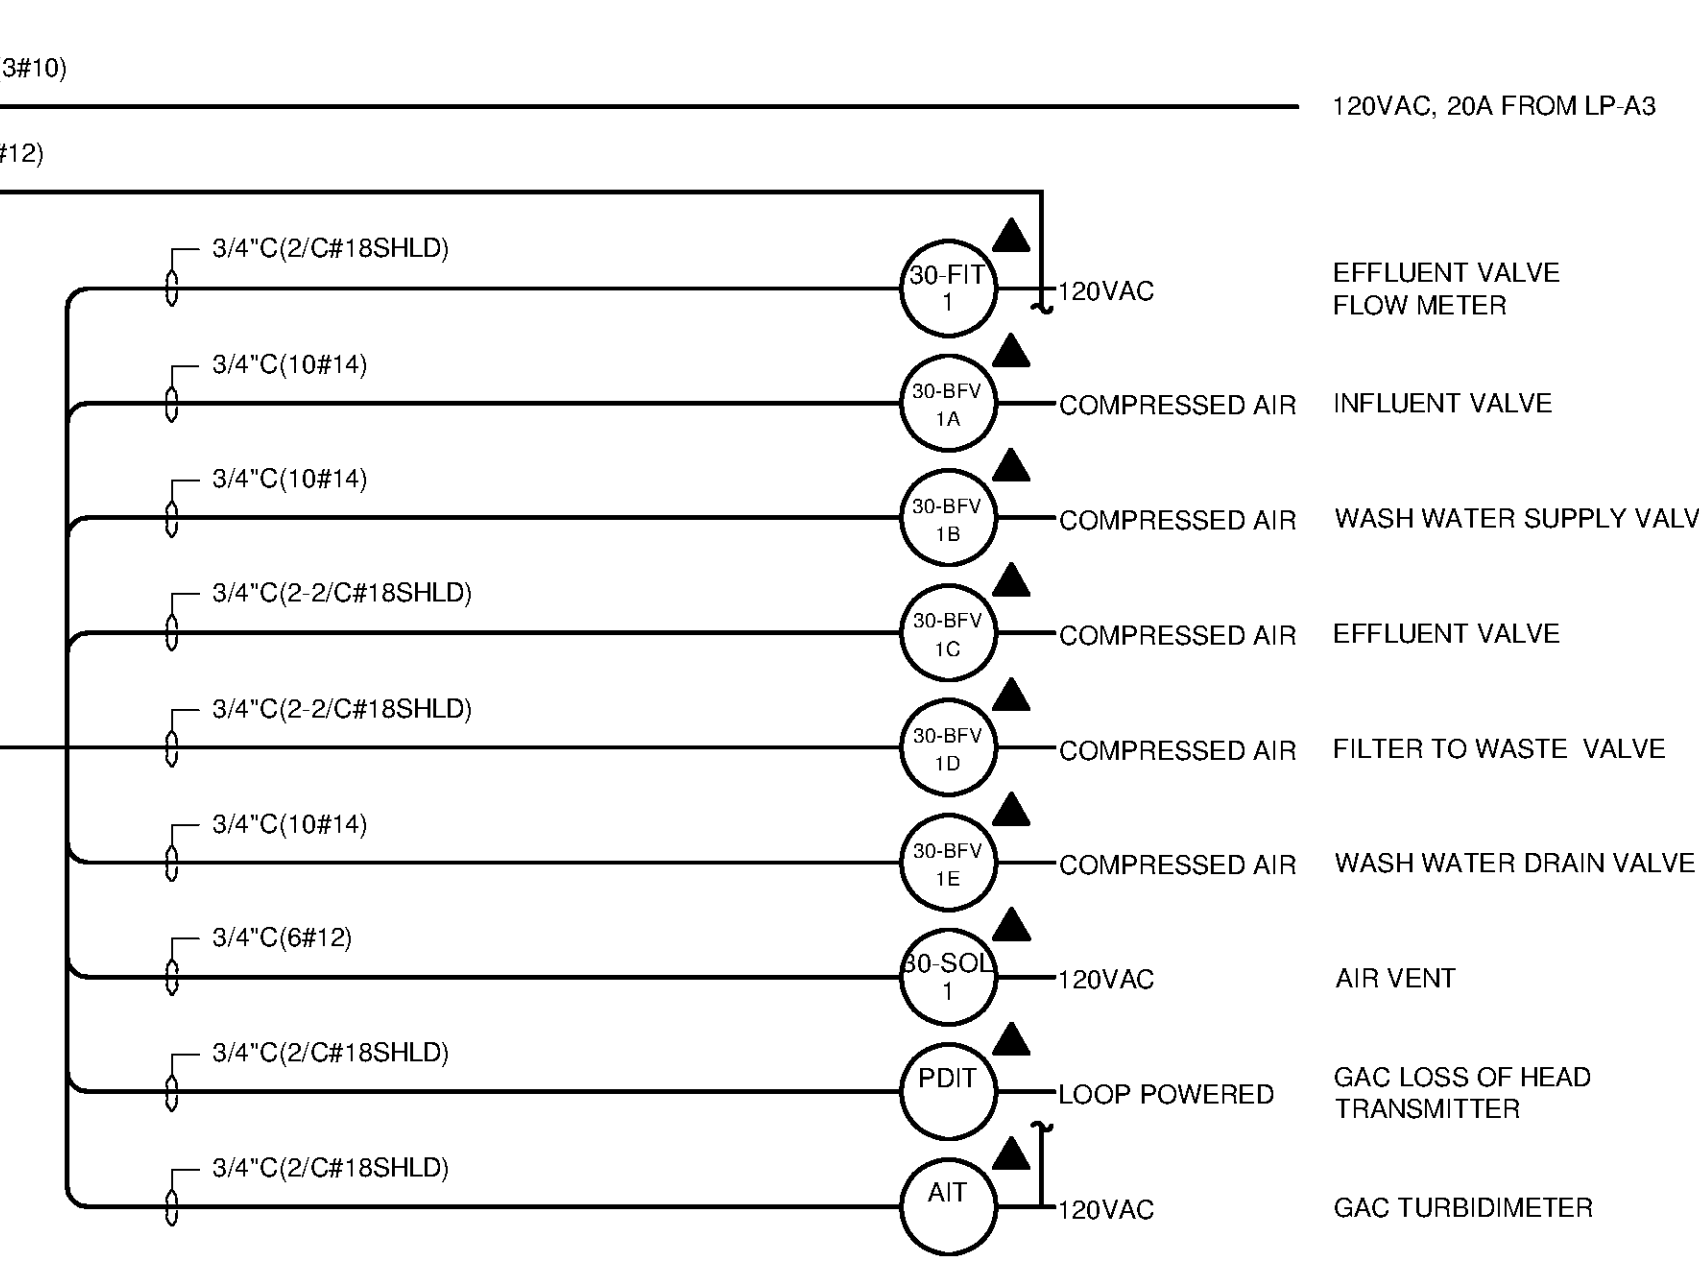 (3#10)
120VAC, 20A FROM LP-A3
#12)
3/4"C(2/C#18SHLD)
30-FIT
1
120VAC
EFFLUENT VALVE
FLOW METER
3/4"C(10#14)
30-BFV
1A
COMPRESSED AIR
INFLUENT VALVE
3/4"C(10#14)
30-BFV
1B
COMPRESSED AIR
WASH WATER SUPPLY VALV
3/4"C(2-2/C#18SHLD)
30-BFV
1C
COMPRESSED AIR
EFFLUENT VALVE
3/4"C(2-2/C#18SHLD)
30-BFV
1D
COMPRESSED AIR
FILTER TO WASTE VALVE
3/4"C(10#14)
30-BFV
1E
COMPRESSED AIR
WASH WATER DRAIN VALVE
3/4"C(6#12)
30-SOL
1
120VAC
AIR VENT
3/4"C(2/C#18SHLD)
PDIT
LOOP POWERED
GAC LOSS OF HEAD
TRANSMITTER
3/4"C(2/C#18SHLD)
AIT
120VAC
GAC TURBIDIMETER